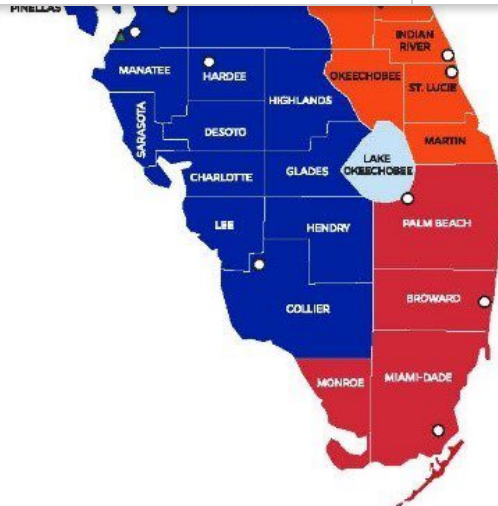 PINELLAS
INDIAN
RIVER
MANATEE
HARDEE
OKEECHOBEE
ST. LUCIE
HIGHLANDS
SARASOTA
DESOTO
MARTIN
LAKE
OKEECHOBEE
CHARLOTTE
GLADES
LEE
HENDRY
PALM BEACH
COLLIER
BROWARD
MONROE
MIAMI-DADE